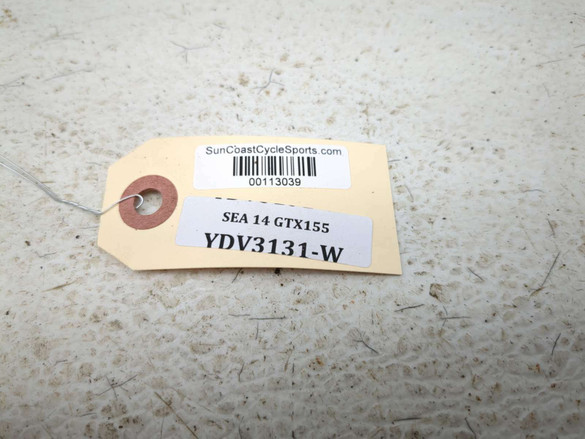 SunCoastCycleSports.com
00113039
SEA 14 GTX155
YDV3131-W